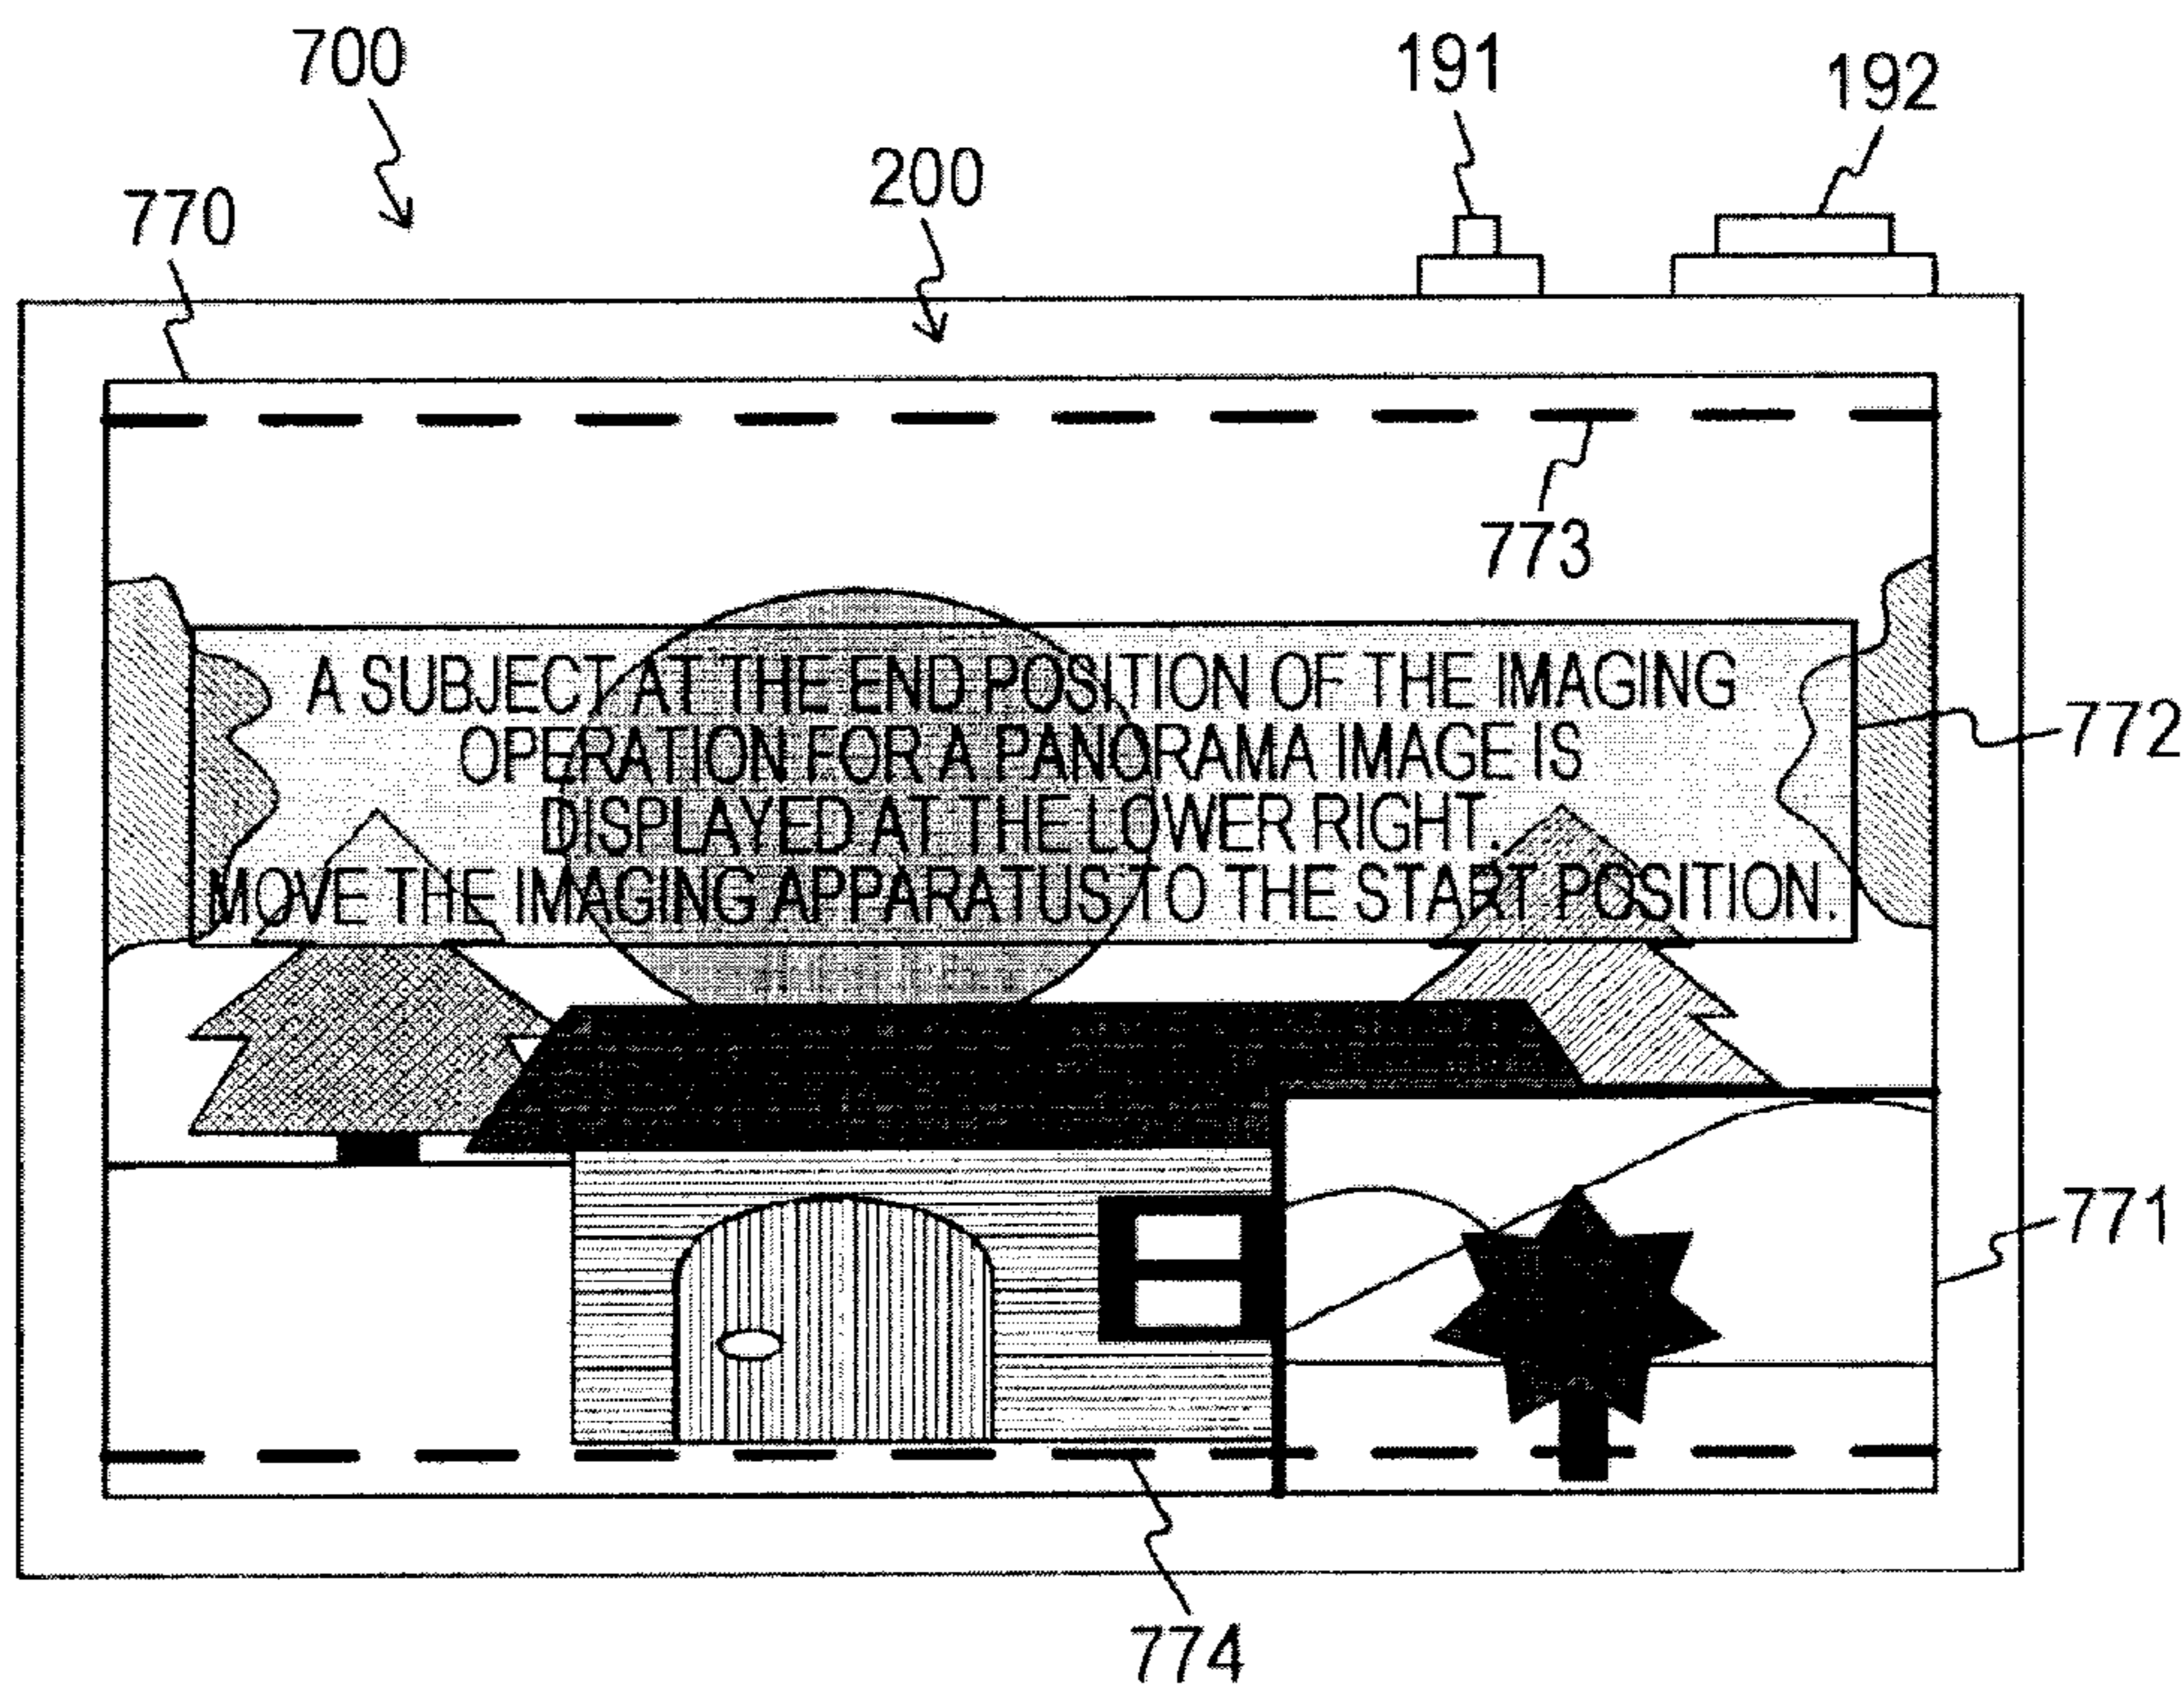 700
191
192
200
770
773
A SUBJECT AT THE END POSITION OF THE IMAGING
OPERATION FOR A PANORAMA IMAGE IS
DISPLAYED AT THE LOWER RIGHT.
MOVE THE IMAGING APPARATUS TO THE START POSITION.
772
771
774